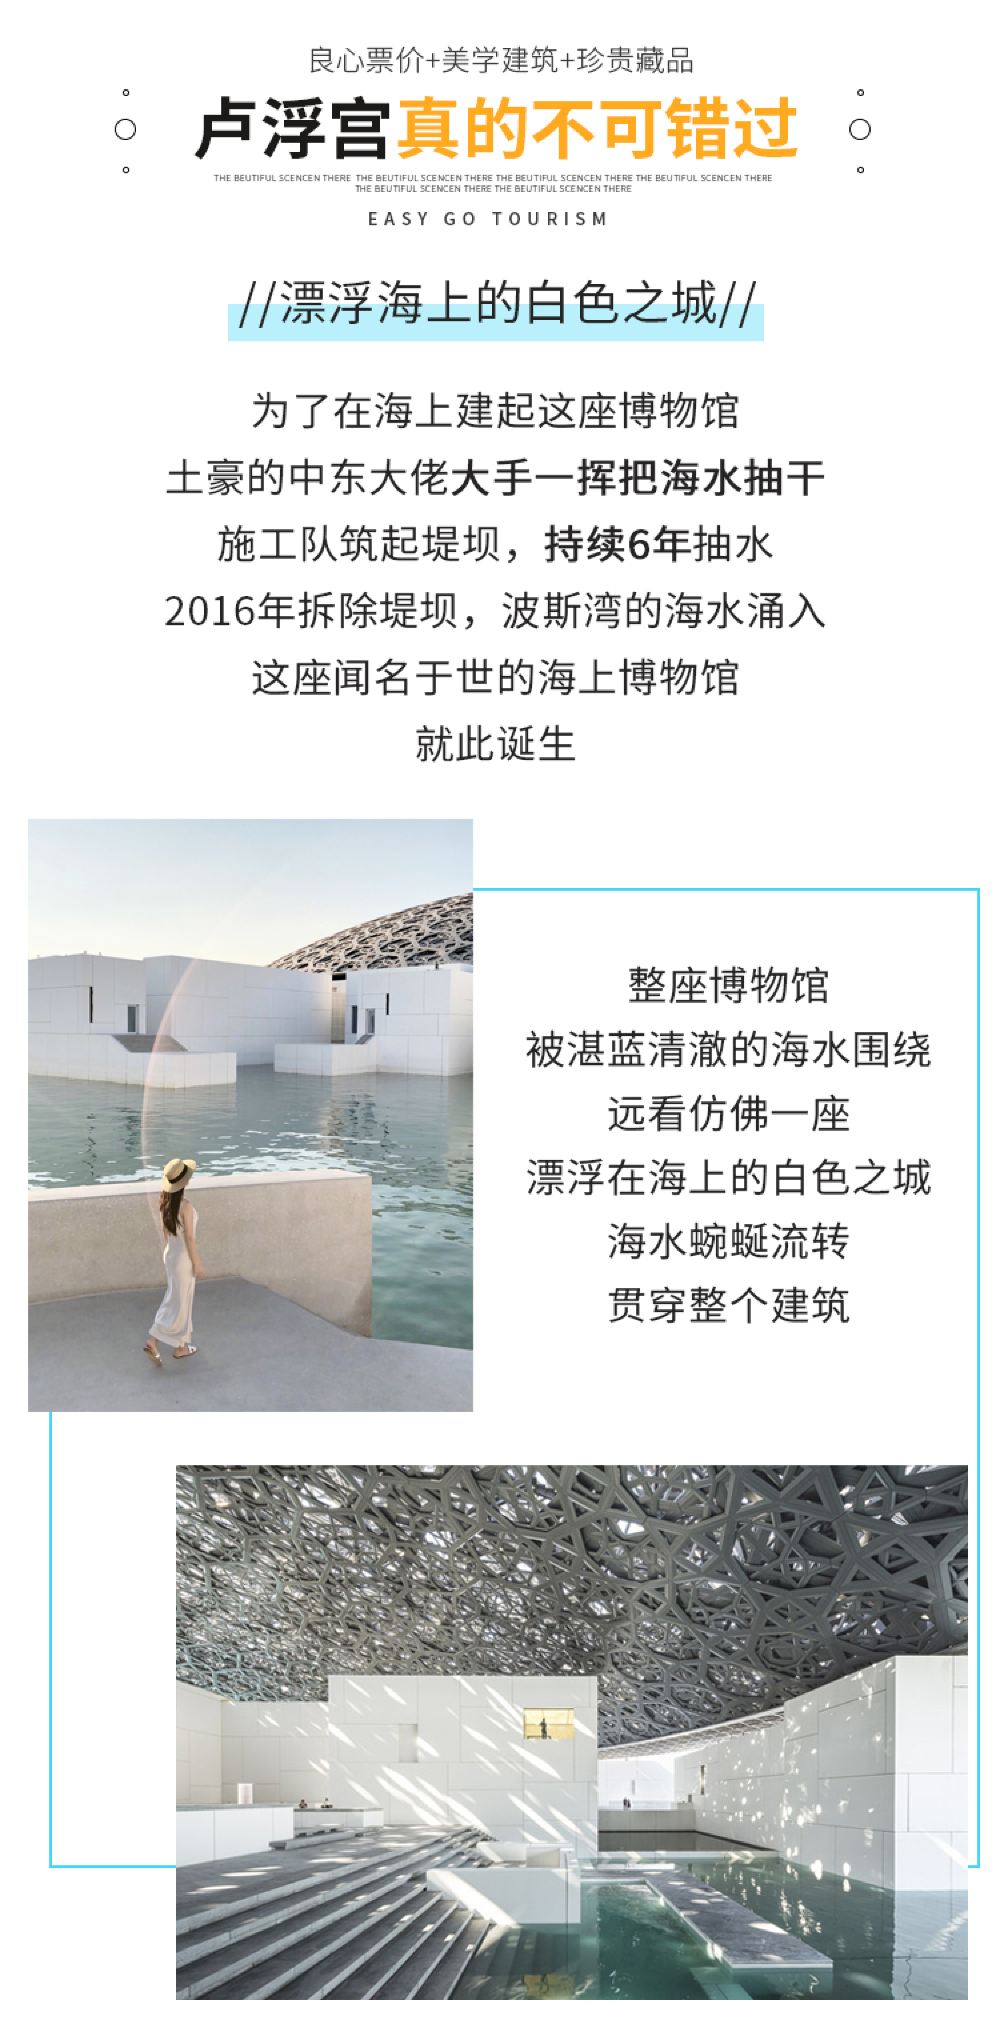 良心票价+美学建筑+珍贵藏品
卢浮宫真的不可错过
THE BEUTIFUL SCENCEN THERE THE BEUTIFUL SCENCEN THERE THE BEUTIFUL SCENCEN THERE THE BEUTIFUL SCENCEN THERE
THE BEUTIFUL SCENCEN THERE THE BEUTIFUL SCENCEN THERE
EASY GO TOURISM
//漂浮海上的白色之城//
为了在海上建起这座博物馆
土豪的中东大佬大手一挥把海水抽干
施工队筑起堤坝，持续6年抽水
2016年拆除堤坝，波斯湾的海水涌入
这座闻名于世的海上博物馆
就此诞生
整座博物馆
被湛蓝清澈的海水围绕
远看仿佛一座
漂浮在海上的白色之城
海水蜿蜒流转
贯穿整个建筑